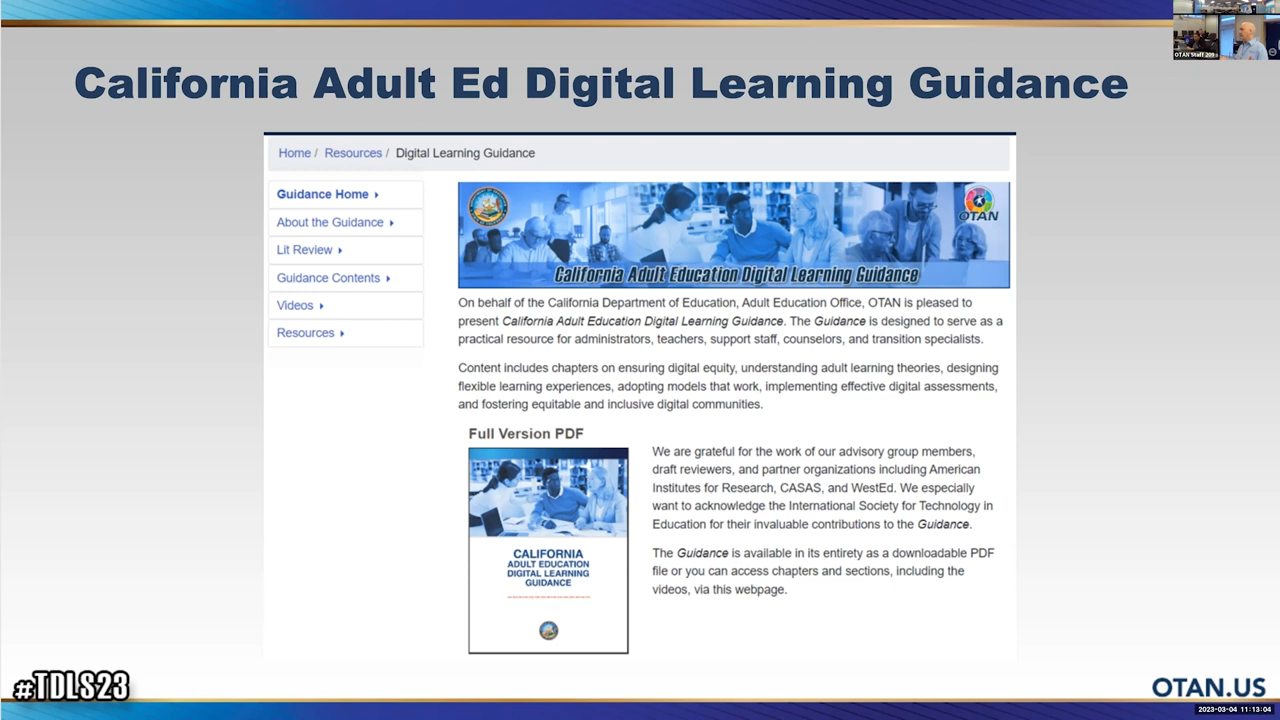 OTAN Staff 209
California Adult Ed Digital Learning Guidance
Home / Resources / Digital Learning Guidance
Guidance Home
About the Guidance
Lit Review
Guidance Contents
Videos
Resources
OTAN
California Adult Education Digital Learning Guidance
On behalf of the California Department of Education, Adult Education Office, OTAN is pleased to
present California Adult Education Digital Learning Guidance. The Guidance is designed to serve as a
practical resource for administrators, teachers, support staff, counselors, and transition specialists.
Content includes chapters on ensuring digital equity, understanding adult learning theories, designing
flexible learning experiences, adopting models that work, implementing effective digital assessments,
and fostering equitable and inclusive digital communities.
Full Version PDF
CALIFORNIA
ADULT EDUCATION
DIGITAL LEARNING
GUIDANCE
We are grateful for the work of our advisory group members,
draft reviewers, and partner organizations including American
Institutes for Research, CASAS, and WestEd. We especially
want to acknowledge the International Society for Technology in
Education for their invaluable contributions to the Guidance.
The Guidance is available in its entirety as a downloadable PDF
file or you can access chapters and sections, including the
videos, via this webpage.
#TDLS23
OTAN.US
2023-03-04 11:13:04